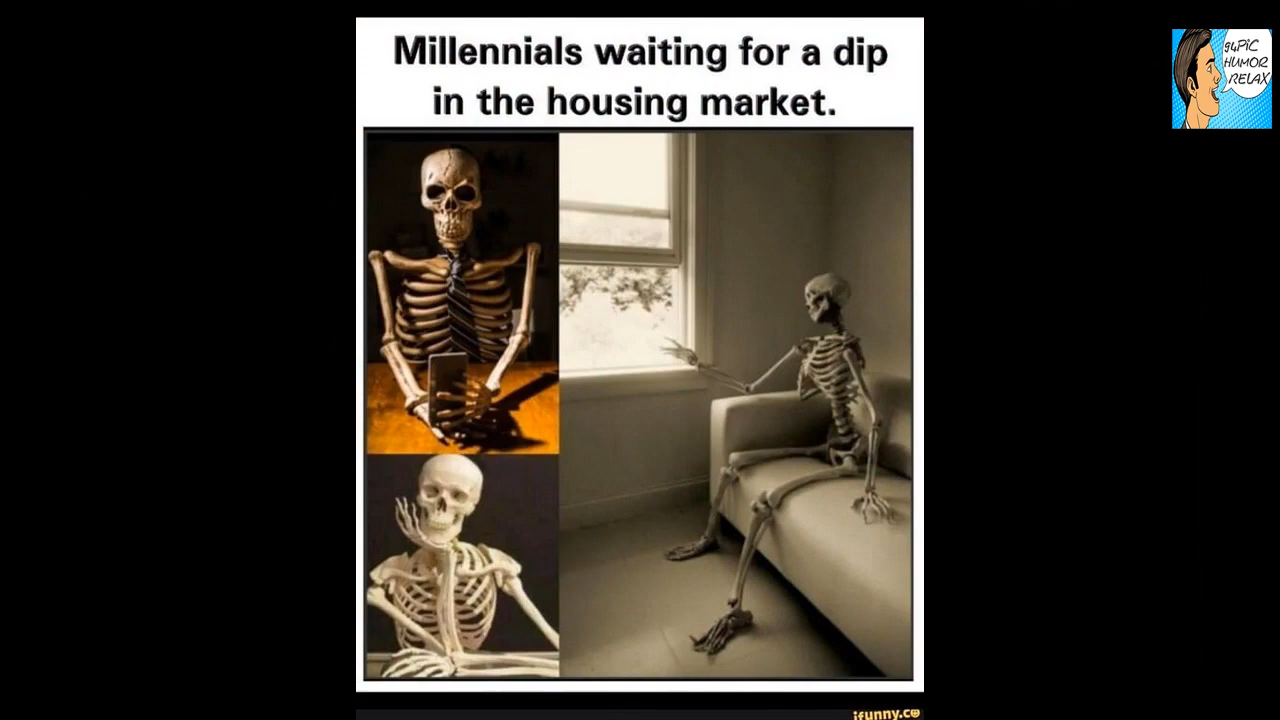 Millennials waiting for a dip
in the housing market.
94PiC
HUMOR
RELAX
ifunny.co